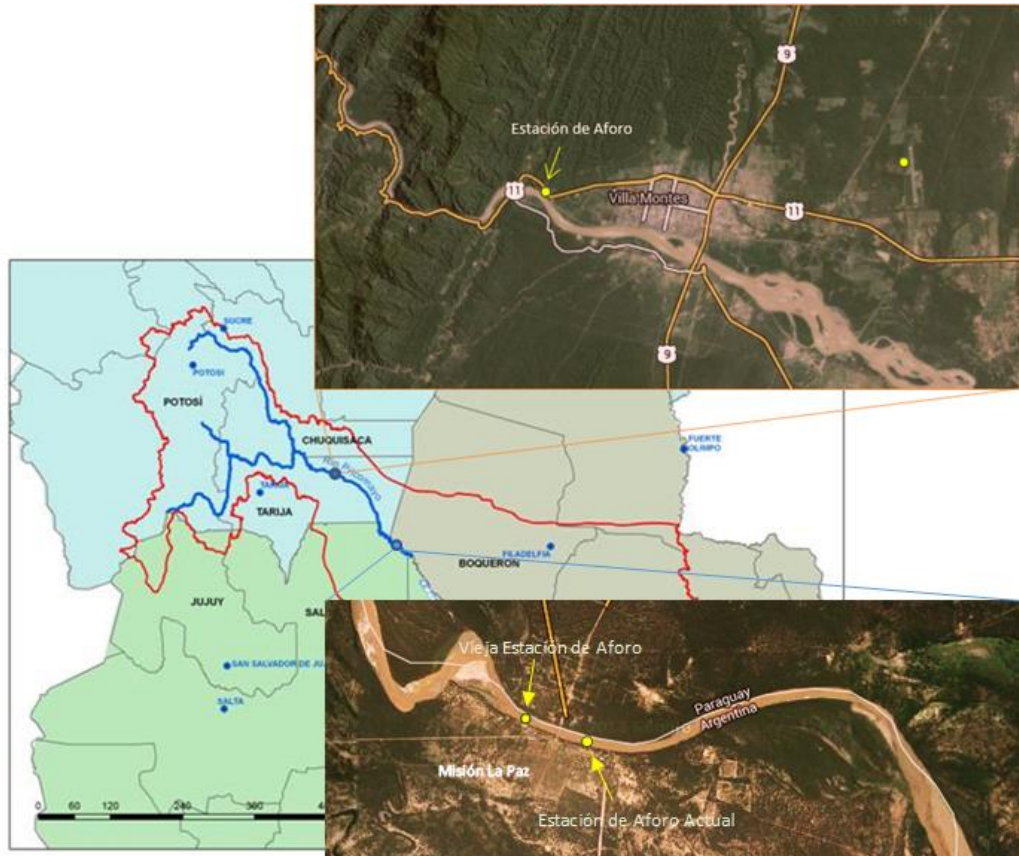 9
Estación de Aforo
11
Villa Montes
11
9
SUCRE
POTOSI
POTOSÍ
CHUQUISACA
Río Pilcomayo
FUERTE
OLIMPO
TARIJA
TARIJA
FILADELFIA
BOQUERON
JUJUY
SAL
SAN SALVADOR DE JU
SALTA
Vieja Estación de Aforo
Paraguay
Argentina
Misión La Paz
Estación de Aforo Actual
0 60 120 240 360